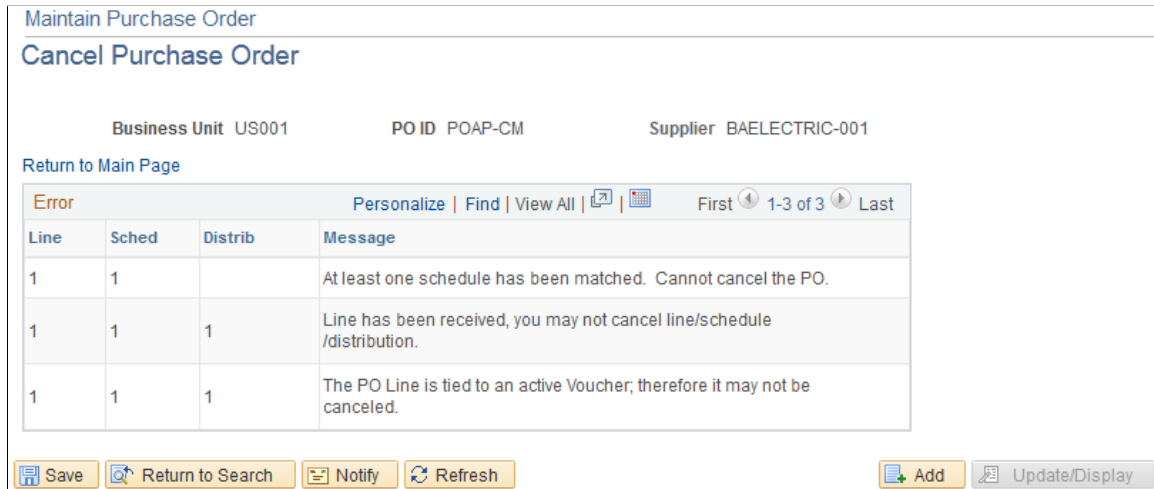 Maintain Purchase Order
Cancel Purchase Order
Business Unit US001 PO ID POAP-CM Supplier BAELECTRIC-001
Return to Main Page
Error Personalize | Find | View All | | First 1-3 of 3 Last
Line Sched Distrib Message
1 1 At least one schedule has been matched. Cannot cancel the PO.
1 1 1 Line has been received, you may not cancel line/schedule
/distribution.
1 1 1 The PO Line is tied to an active Voucher; therefore it may not be
canceled.
Save Return to Search Notify Refresh Add Update/Display